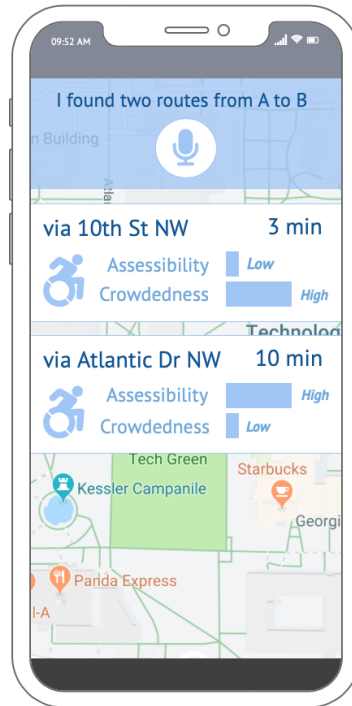 09:52 AM
I found two routes from A to B
n Building
Atla
via 10th St NW 3 min
Assessibility Low
Crowdedness High
Technolog
via Atlantic Dr NW 10 min
Assessibility High
Crowdedness Low
Tech Green
Starbucks
Kessler Campanile
Georgi
Panda Express
l-A